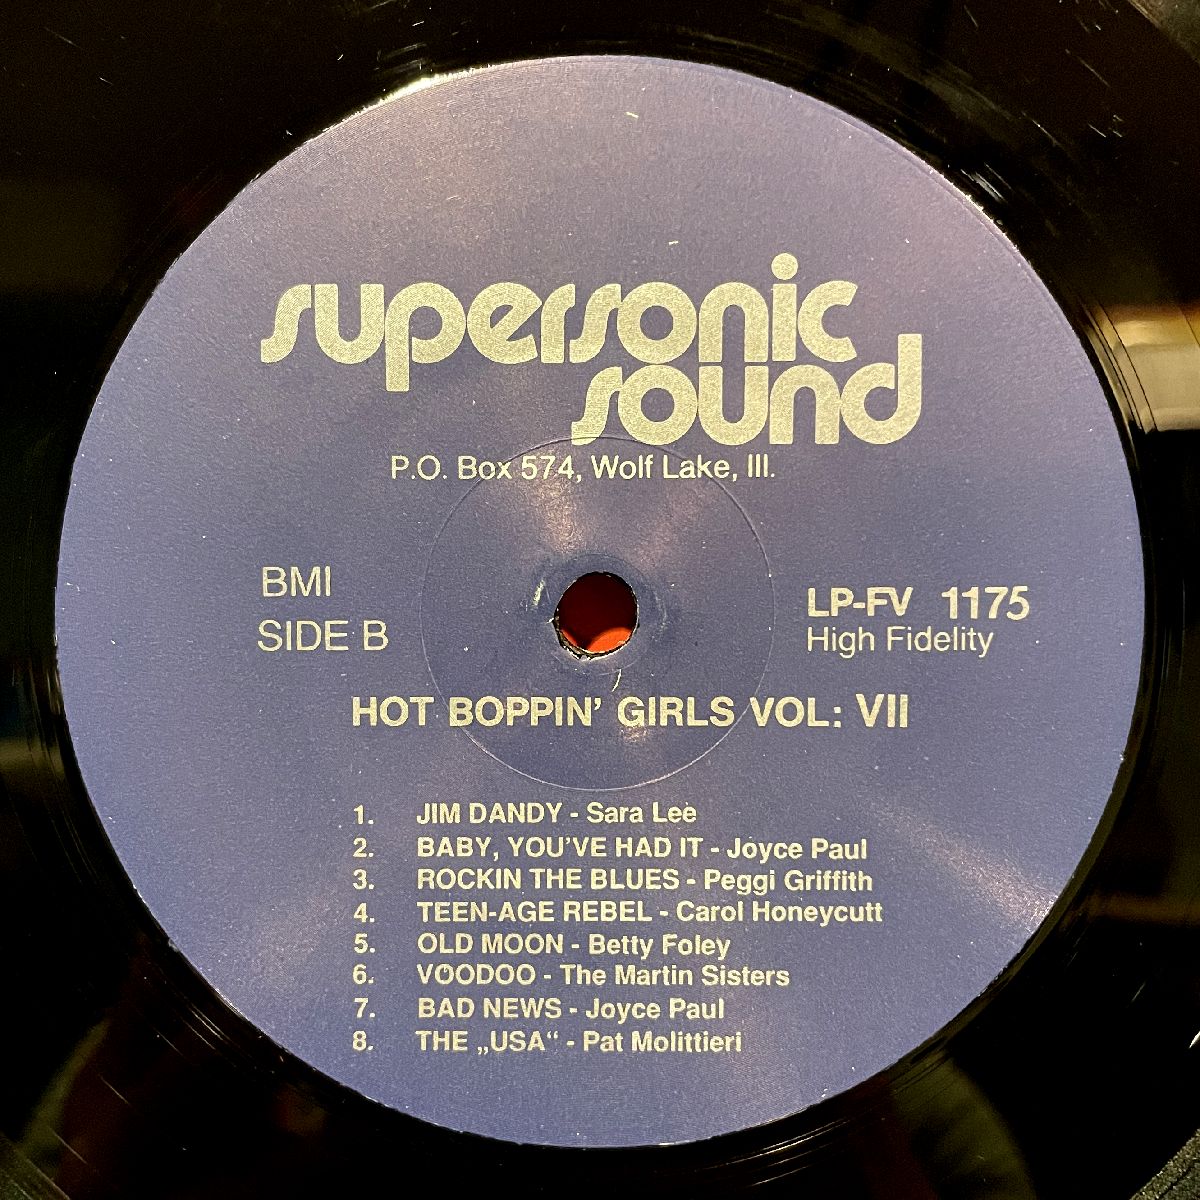 supersonic
sound
P.O. Box 574, Wolf Lake, Ill.
BMI
SIDE B
LP-FV 1175
High Fidelity
HOT BOPPIN' GIRLS VOL: VII
1. JIM DANDY - Sara Lee
2. BABY, YOU'VE HAD IT - Joyce Paul
3. ROCKIN THE BLUES - Peggi Griffith
4. TEEN-AGE REBEL - Carol Honeycutt
5. OLD MOON - Betty Foley
6. VOODOO - The Martin Sisters
7. BAD NEWS - Joyce Paul
8. THE „USA“ - Pat Molittieri